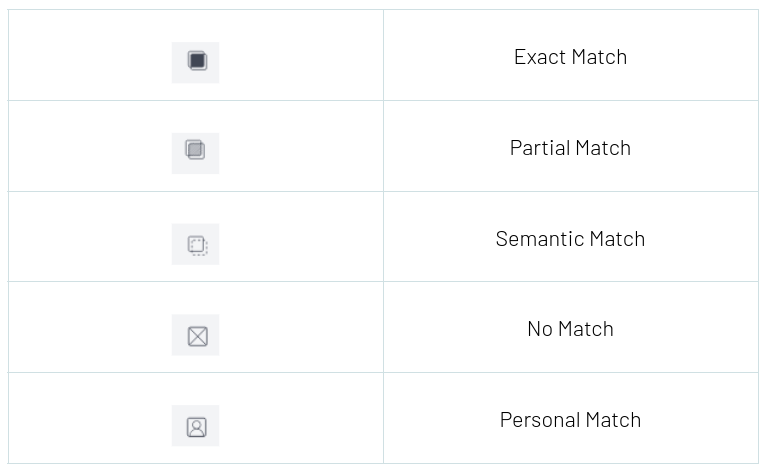 Exact Match
Partial Match
Semantic Match
No Match
Personal Match